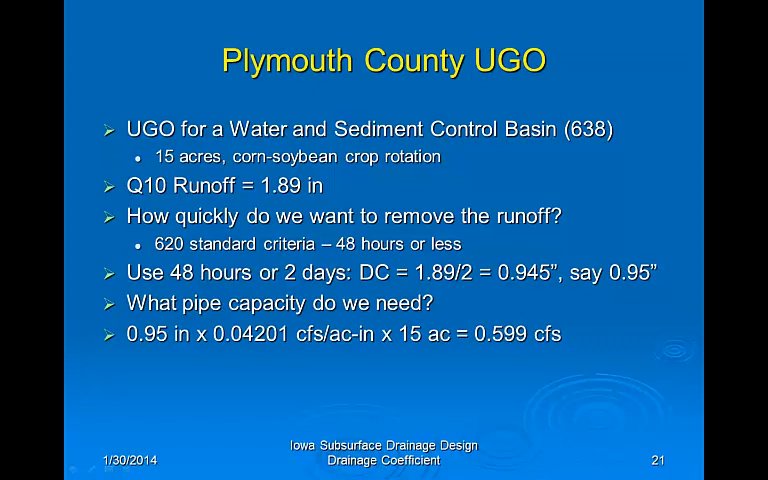 Plymouth County UGO
➢ UGO for a Water and Sediment Control Basin (638)
• 15 acres, corn-soybean crop rotation
➢ Q10 Runoff = 1.89 in
➢ How quickly do we want to remove the runoff?
• 620 standard criteria – 48 hours or less
➢ Use 48 hours or 2 days: DC = 1.89/2 = 0.945”, say 0.95”
➢ What pipe capacity do we need?
➢ 0.95 in x 0.04201 cfs/ac-in x 15 ac = 0.599 cfs
Iowa Subsurface Drainage Design
1/30/2014 Drainage Coefficient 21